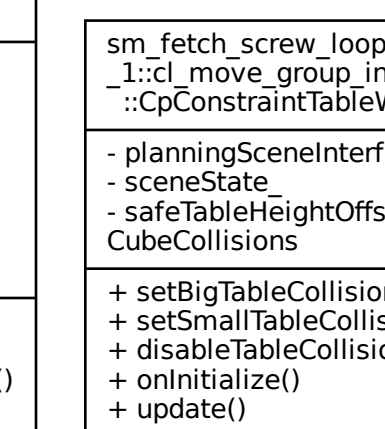 sm_fetch_screw_loop
_1::cl_move_group_in
::CpConstraintTableW
- planningSceneInterf
- sceneState_
- safeTableHeightOffs
CubeCollisions
+ setBigTableCollision
+ setSmallTableCollis
+ disableTableCollisio
()
+ onInitialize()
+ update()